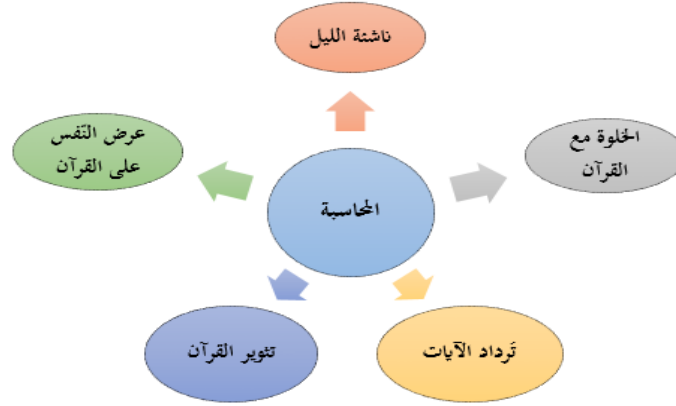 ناشئة الليل
الخلوة مع
القرآن
عرض النّفس
على القرآن
المحاسبة
تَرداد الآيات
تثوير القرآن